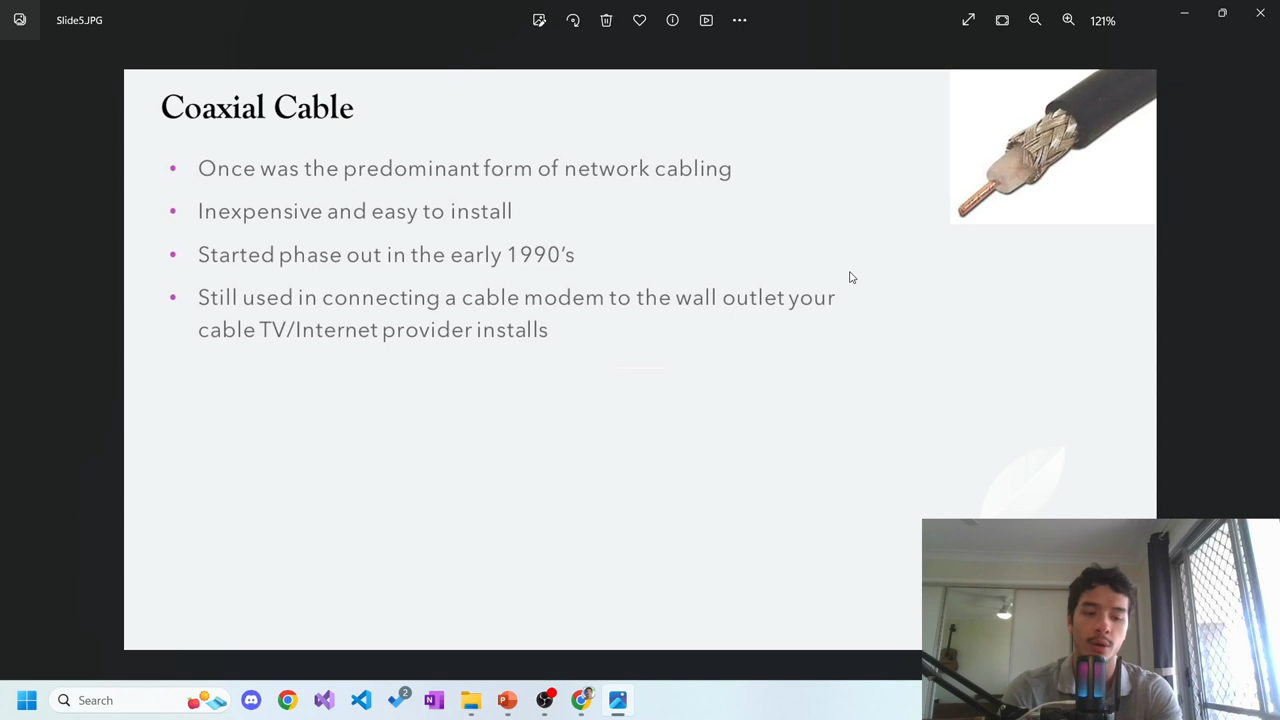 Slide5.JPG
121%
Coaxial Cable
• Once was the predominant form of network cabling
• Inexpensive and easy to install
• Started phase out in the early 1990’s
• Still used in connecting a cable modem to the wall outlet your
cable TV/Internet provider installs
Search
2